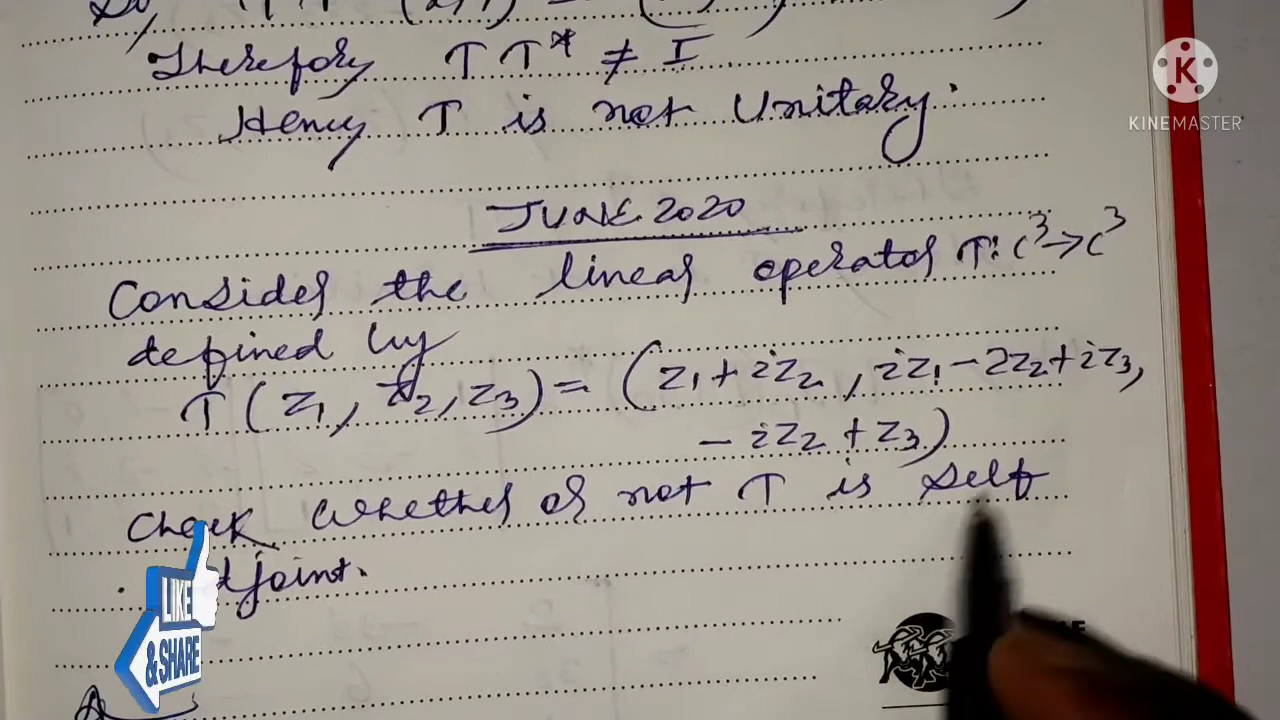 Therefore T T* ≠ I
Hence T is not Unitary.
KINEMASTER
JUNE 2020
Consider the linear operator T: C³→C³
defined by
T(z₁, z₂, z₃) = (z₁ + iz₂, iz₁ - 2z₂ + iz₃,
- iz₂ + z₃)
Check whether or not T is self
adjoint.
LIKE
& SHARE